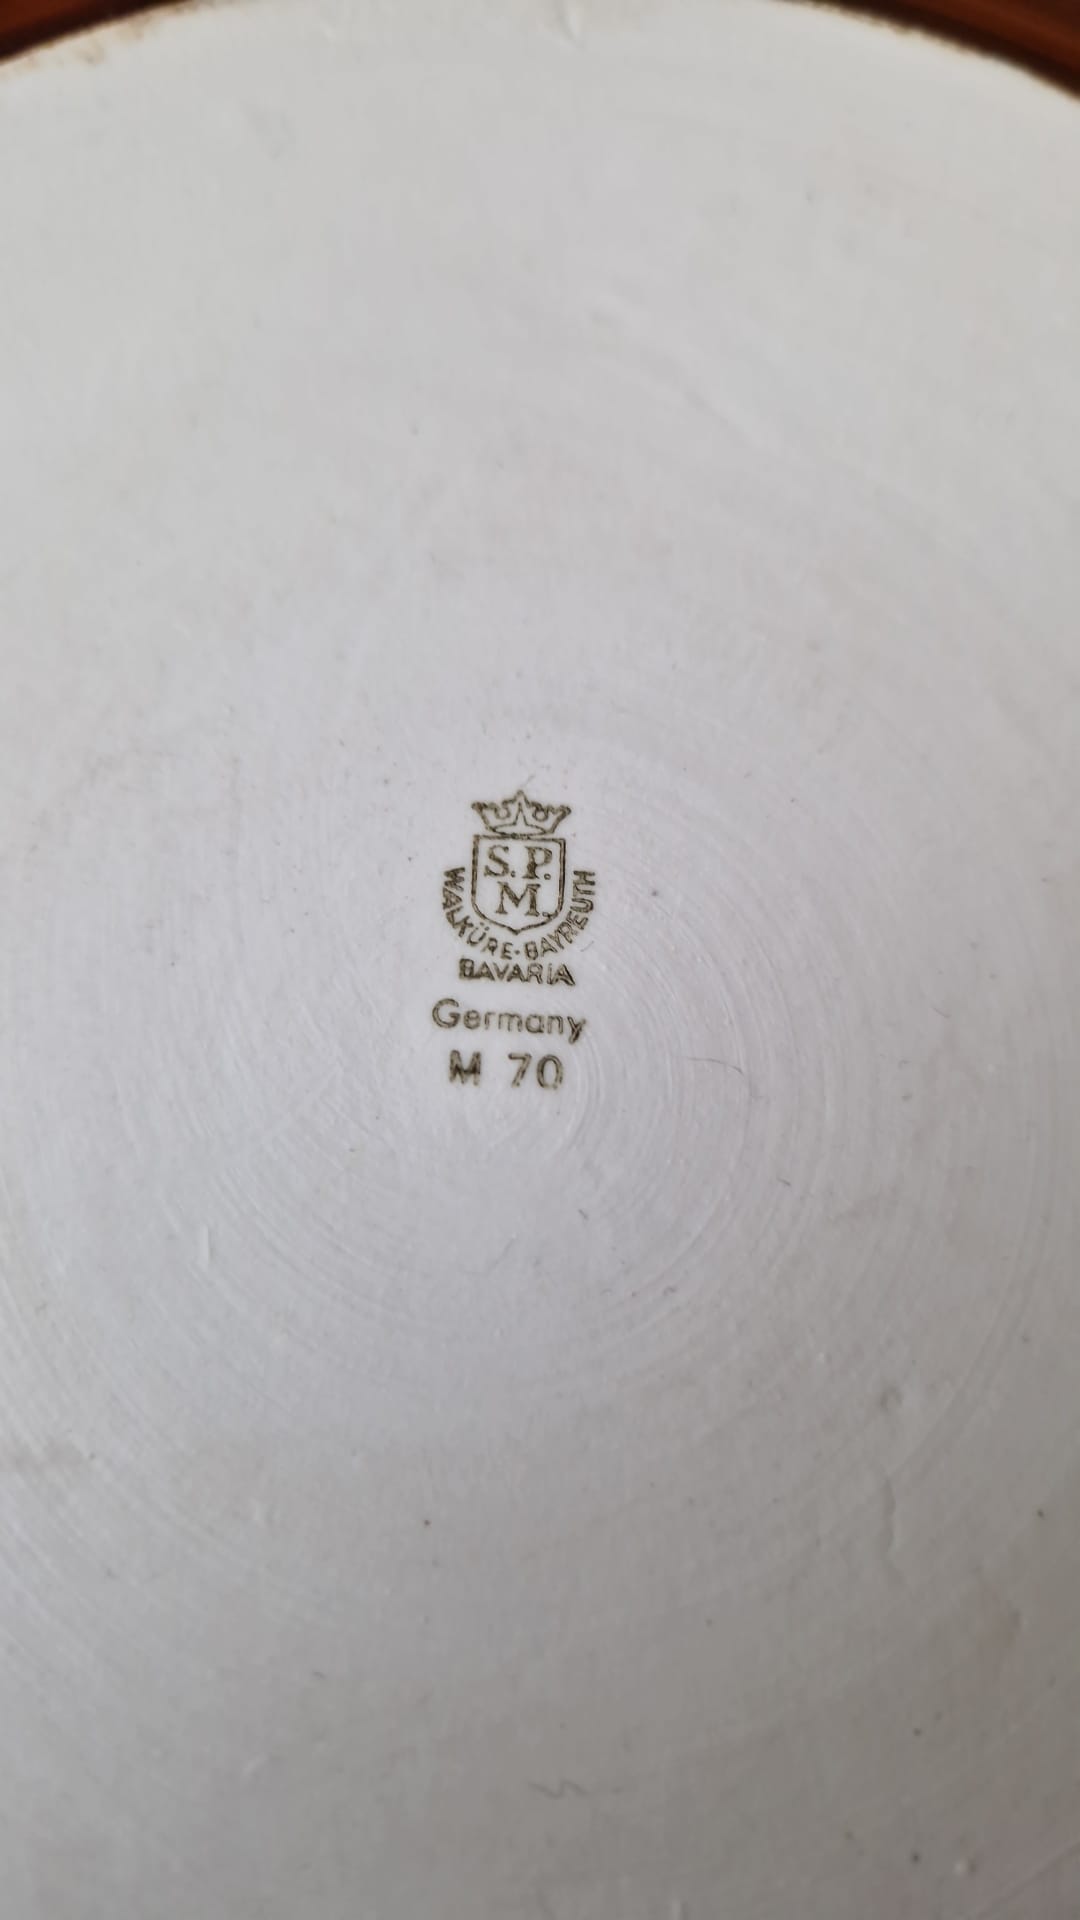 S.P.
M.
WALKÜRE-BAYREUTH
BAVARIA
Germany
M 70